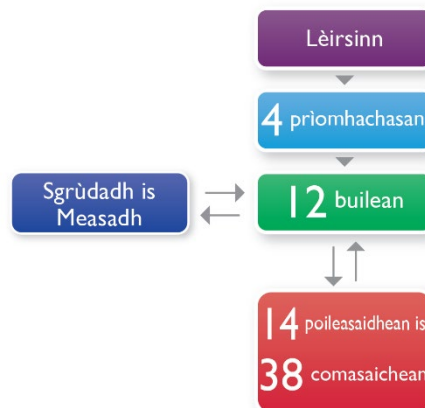 Lèirsinn
4 prìomhachasan
Sgrùdadh is
Measadh
12 builean
14 poileasaidhean is
38 comasaichean